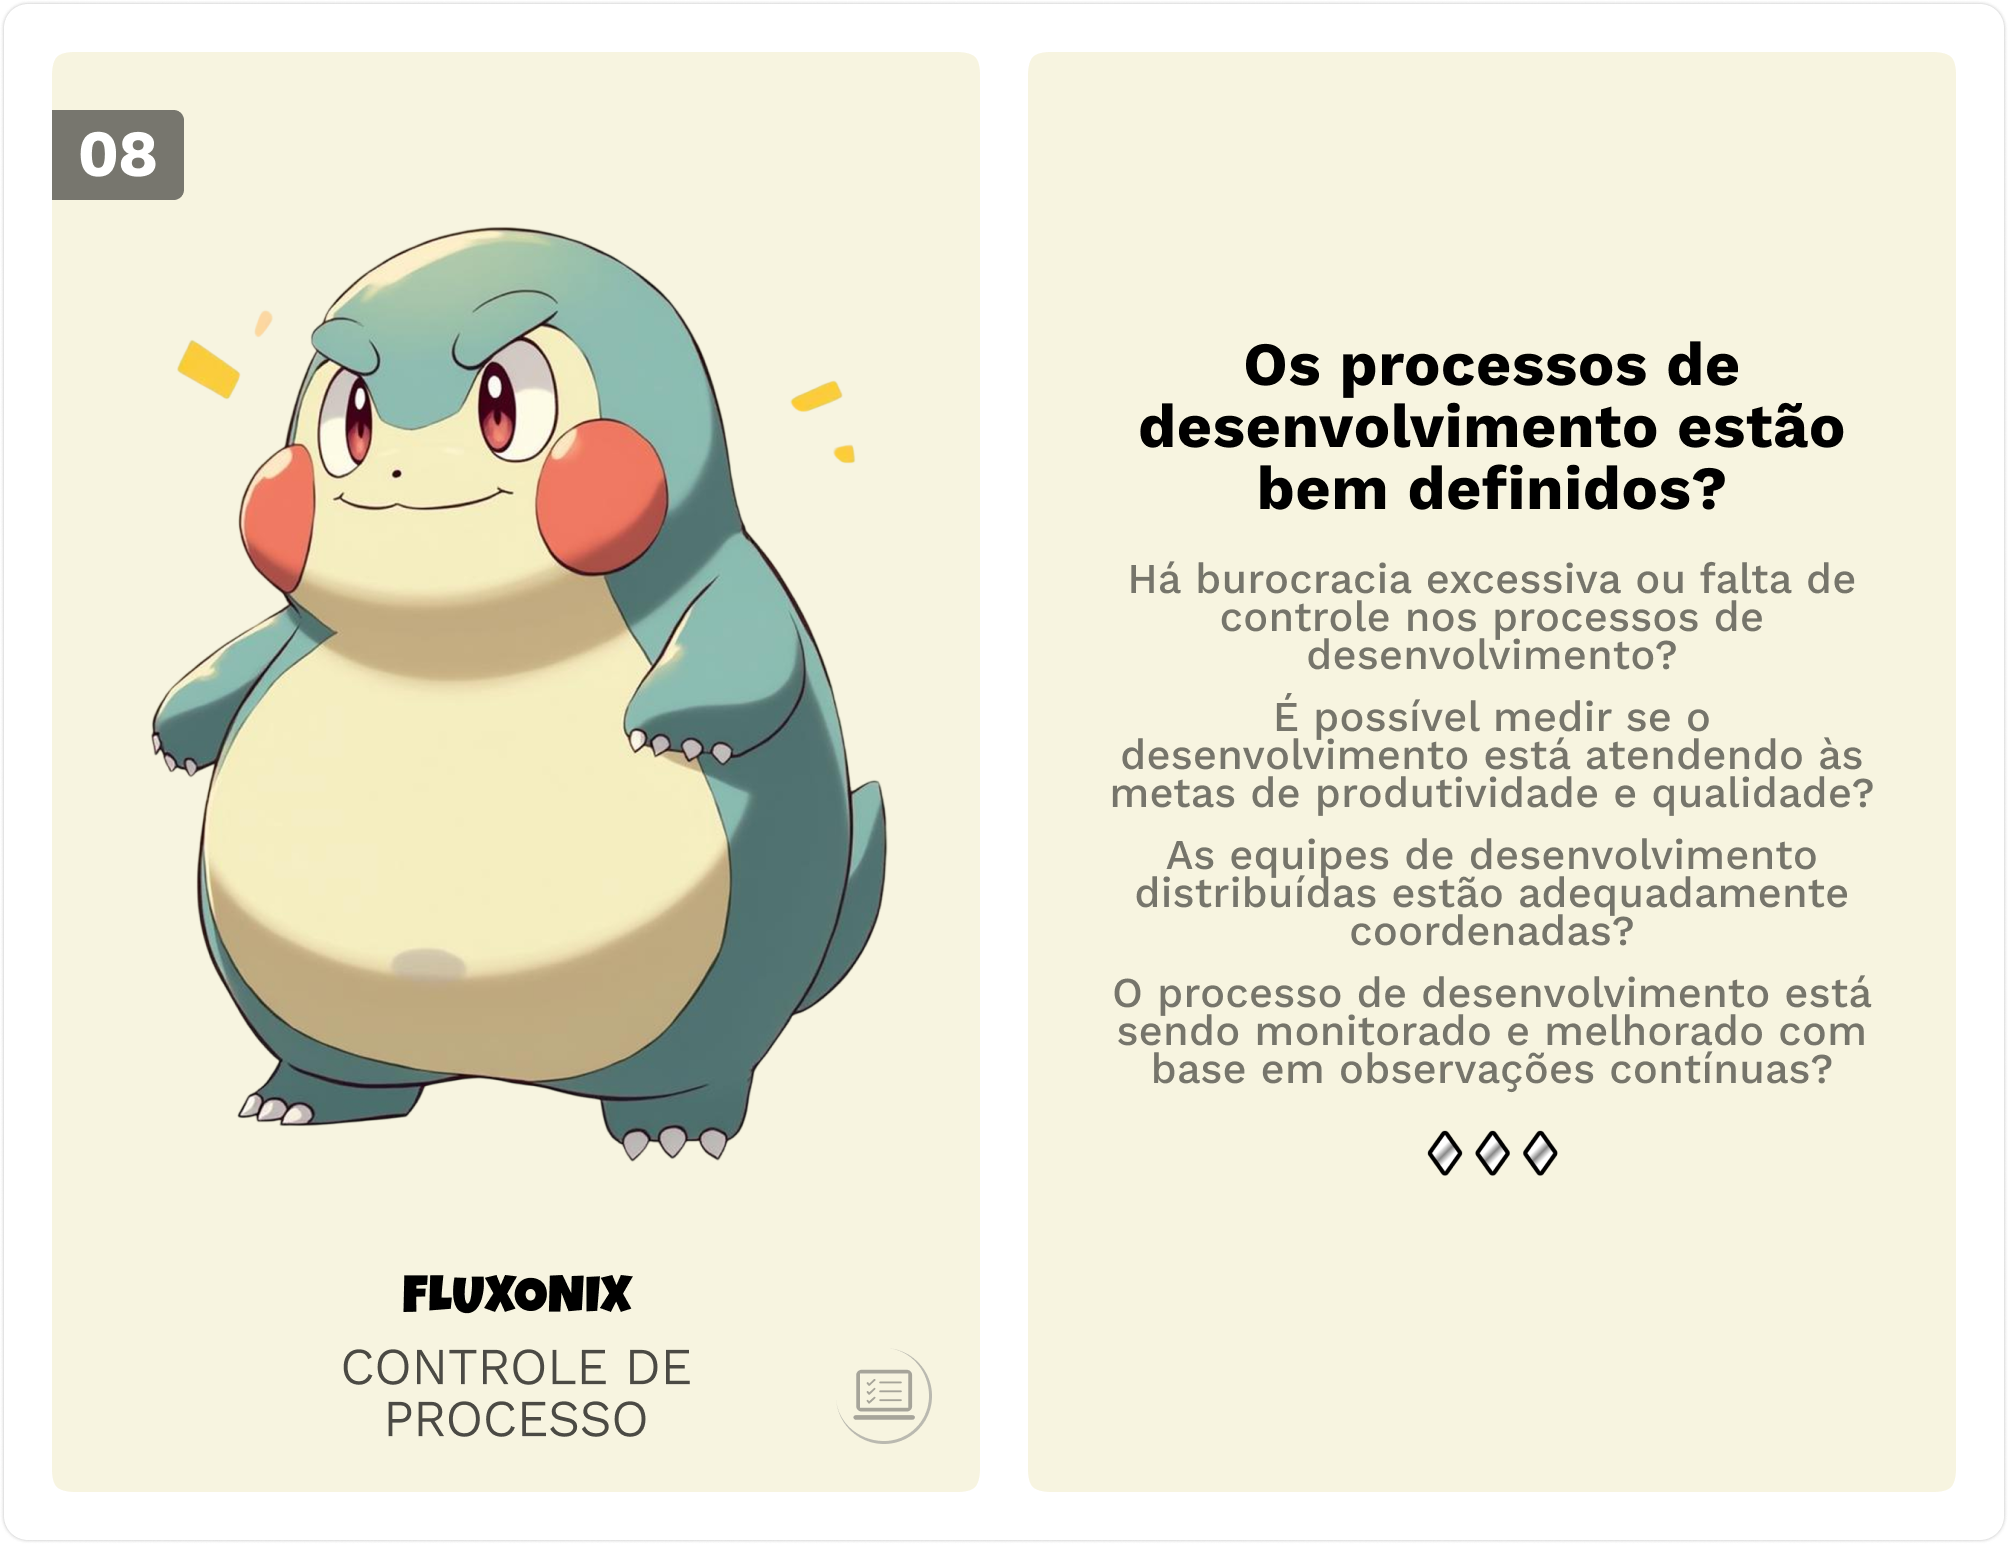 08
FLUXONIX
CONTROLE DE
PROCESSO
Os processos de
desenvolvimento estão
bem definidos?
Há burocracia excessiva ou falta de
controle nos processos de
desenvolvimento?
É possível medir se o
desenvolvimento está atendendo às
metas de produtividade e qualidade?
As equipes de desenvolvimento
distribuídas estão adequadamente
coordenadas?
O processo de desenvolvimento está
sendo monitorado e melhorado com
base em observações contínuas?